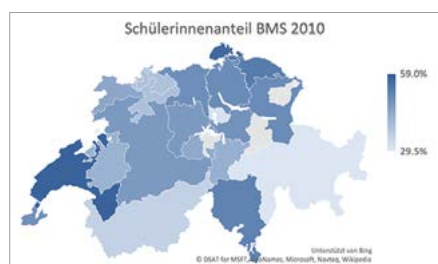 Schülerinnenanteil BMS 2010
59.0%
29.5%
Unterstützt von Bing
© DSAT for MSFT, GeoNames, Microsoft, Navteq, Wikipedia